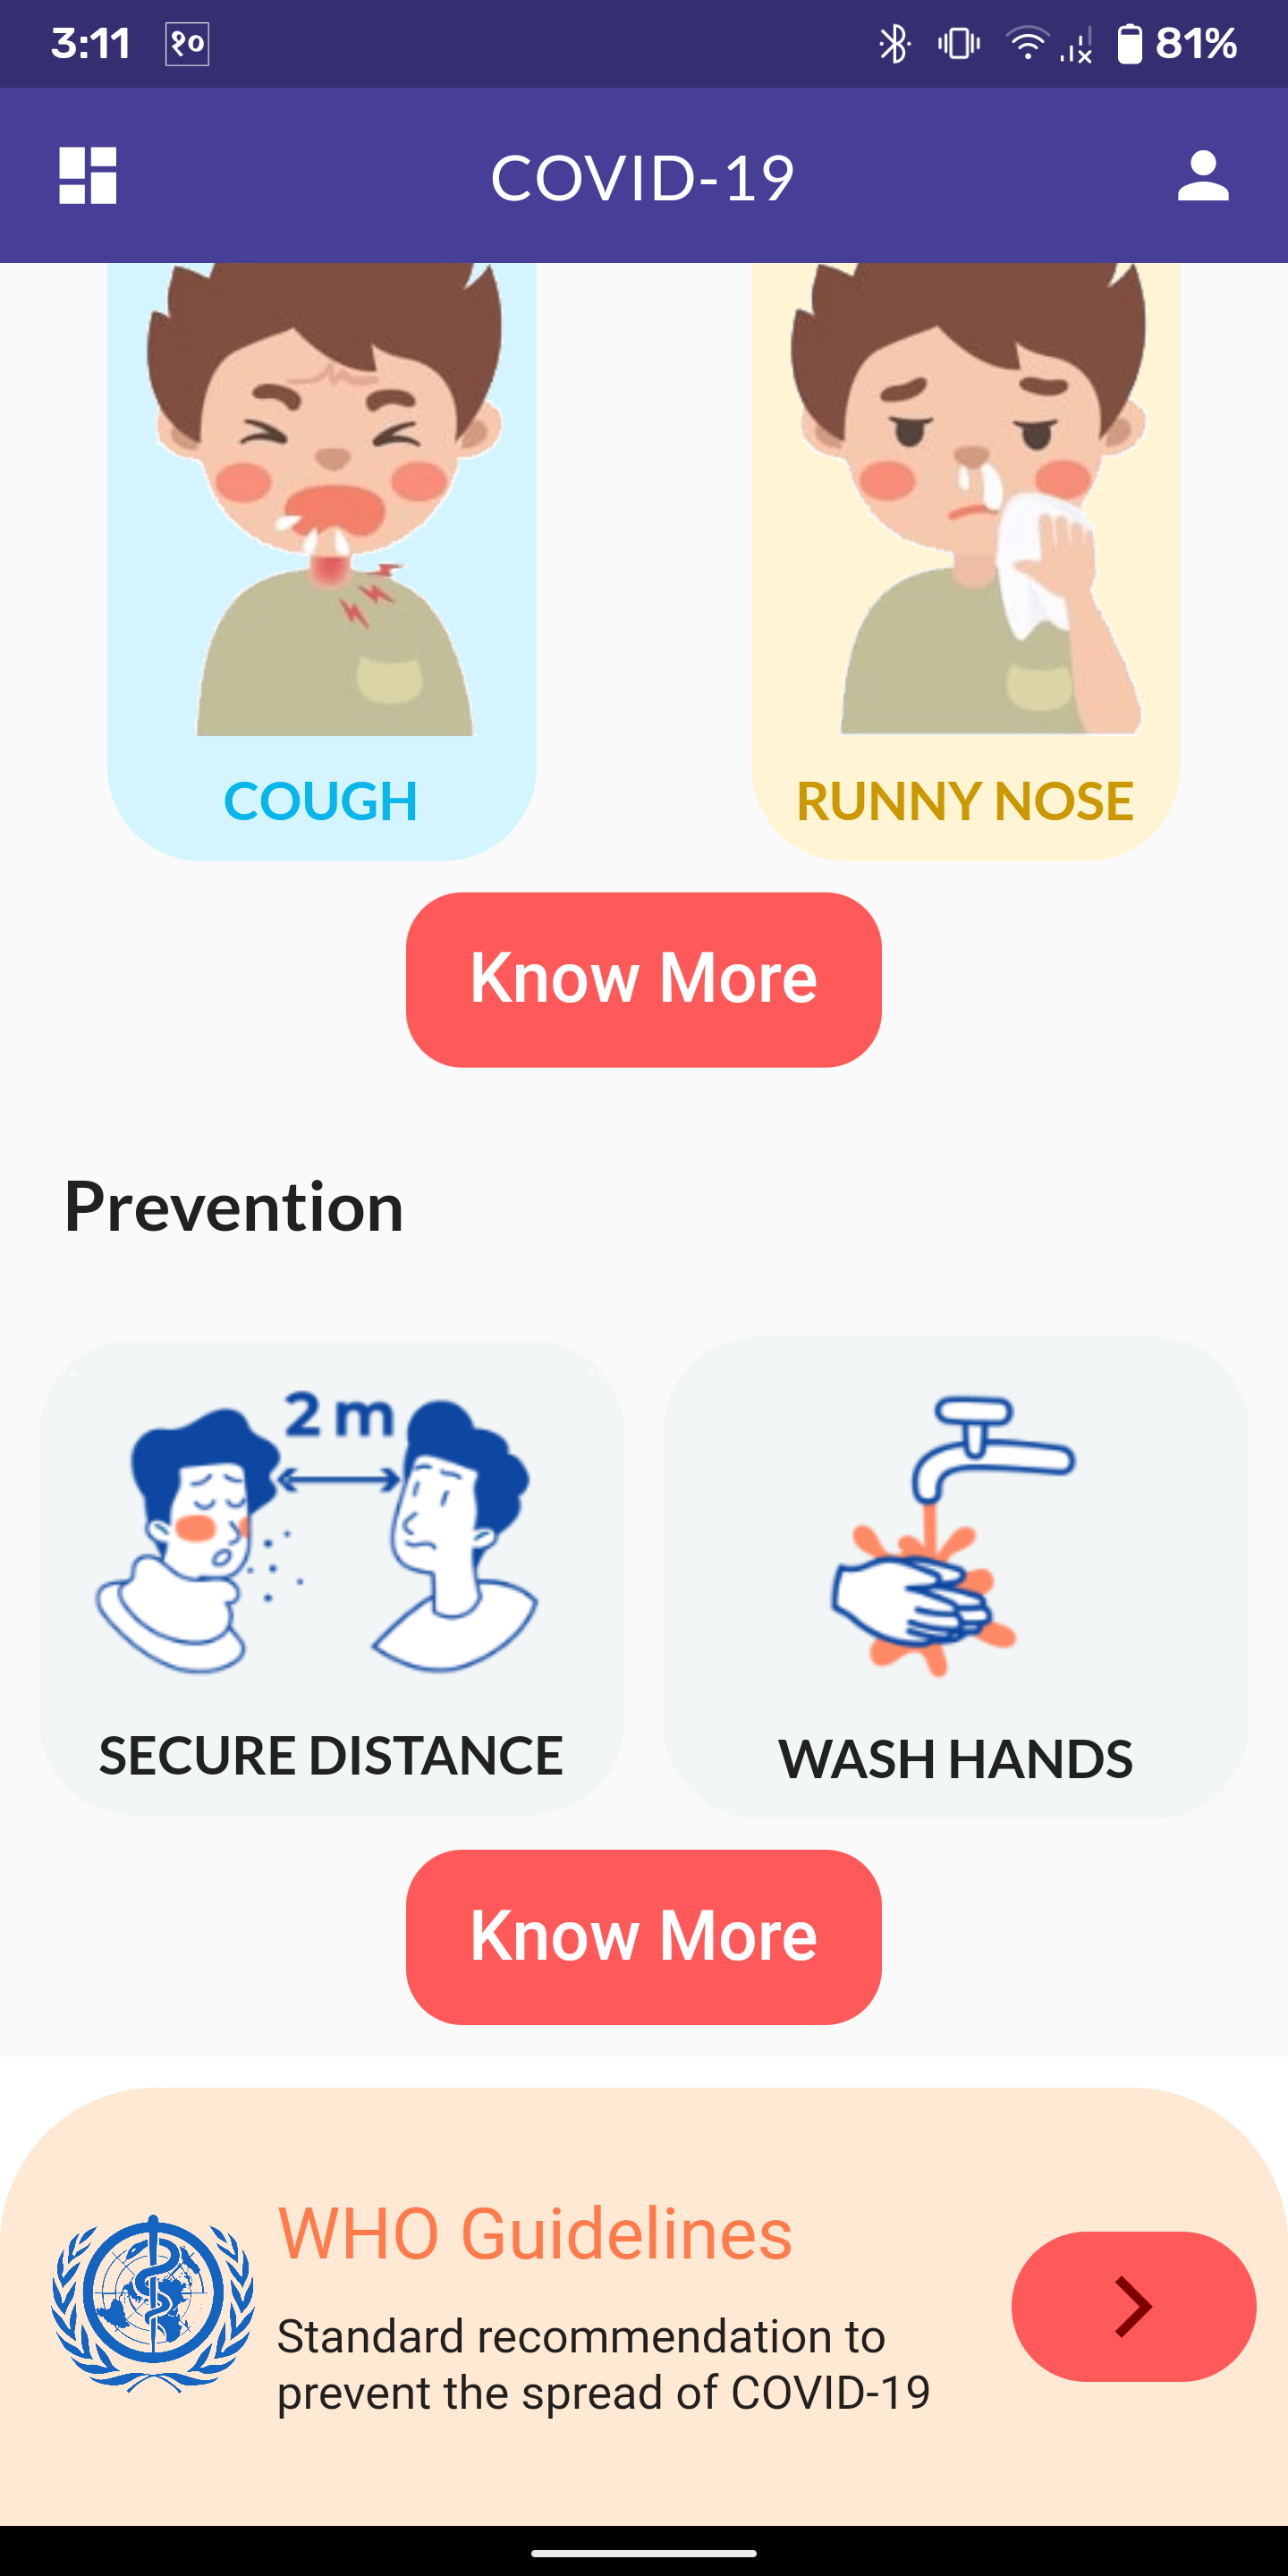 3:11 १० 81%
COVID-19
COUGH
RUNNY NOSE
Know More
Prevention
2 m
SECURE DISTANCE
WASH HANDS
Know More
WHO Guidelines
Standard recommendation to
prevent the spread of COVID-19